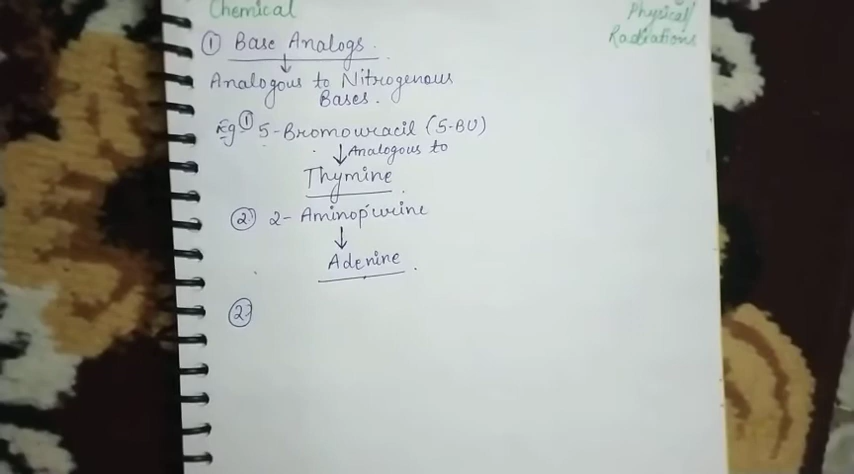 Chemical
Physical/
Radiations
① Base Analogs.
↓
Analogous to Nitrogenous
Bases.
Eg ① 5-Bromouracil (5-BU)
↓ Analogous to
Thymine.
② 2-Aminopurine
↓
Adenine.
②